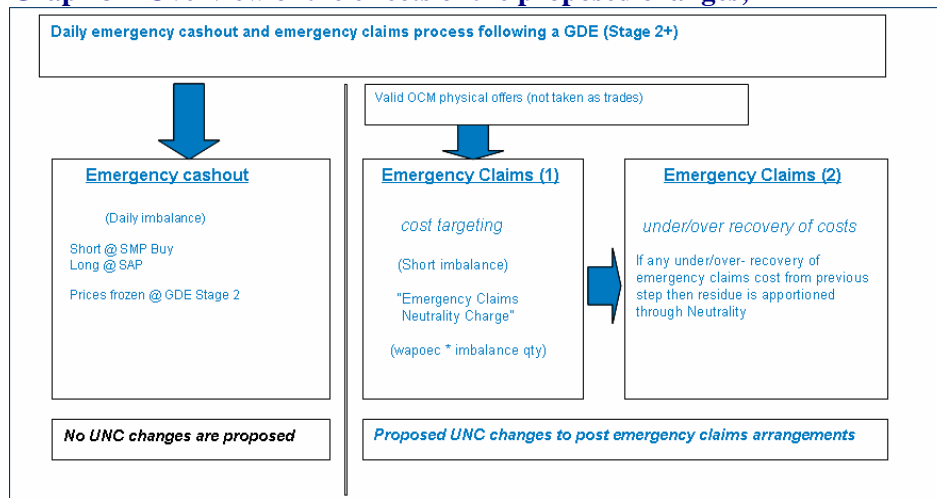 Daily emergency cashout and emergency claims process following a GDE (Stage 2+)
Valid OCM physical offers (not taken as trades)
Emergency cashout
(Daily imbalance)
Short @ SMP Buy
Long @ SAP
Prices frozen @ GDE Stage 2
Emergency Claims (1)
cost targeting
(Short imbalance)
"Emergency Claims
Neutrality Charge"
(wapoec * imbalance qty)
Emergency Claims (2)
under/over recovery of costs
If any under/over- recovery of
emergency claims cost from previous
step then residue is apportioned
through Neutrality
No UNC changes are proposed
Proposed UNC changes to post emergency claims arrangements